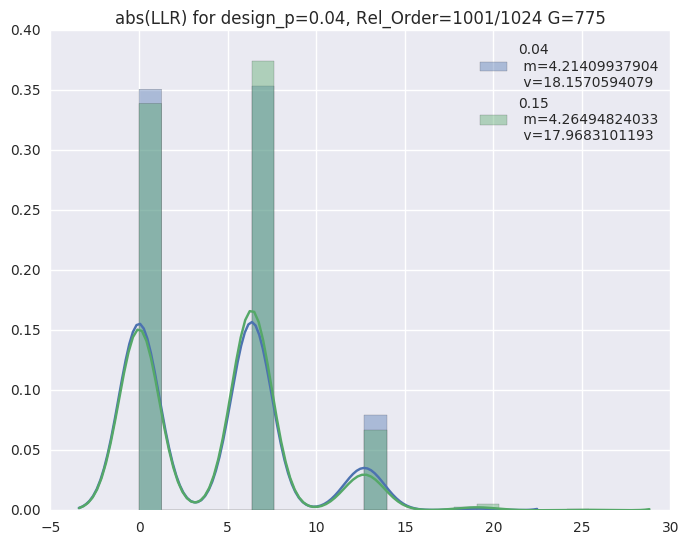 abs(LLR) for design_p=0.04, Rel_Order=1001/1024 G=775
0.04
m=4.21409937904
v=18.1570594079
0.15
m=4.26494824033
v=17.9683101193
0.40
0.35
0.30
0.25
0.20
0.15
0.10
0.05
0.00
−5 0 5 10 15 20 25 30